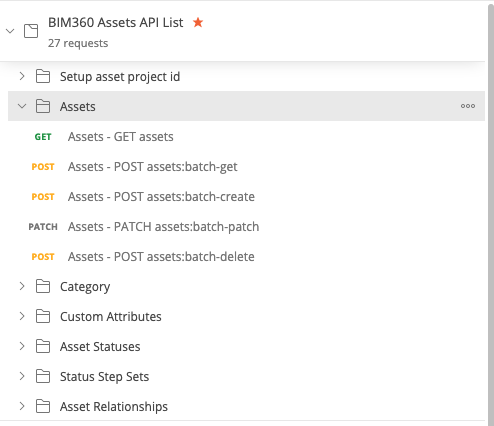 BIM360 Assets API List
27 requests
Setup asset project id
Assets
GET Assets - GET assets
POST Assets - POST assets:batch-get
POST Assets - POST assets:batch-create
PATCH Assets - PATCH assets:batch-patch
POST Assets - POST assets:batch-delete
Category
Custom Attributes
Asset Statuses
Status Step Sets
Asset Relationships